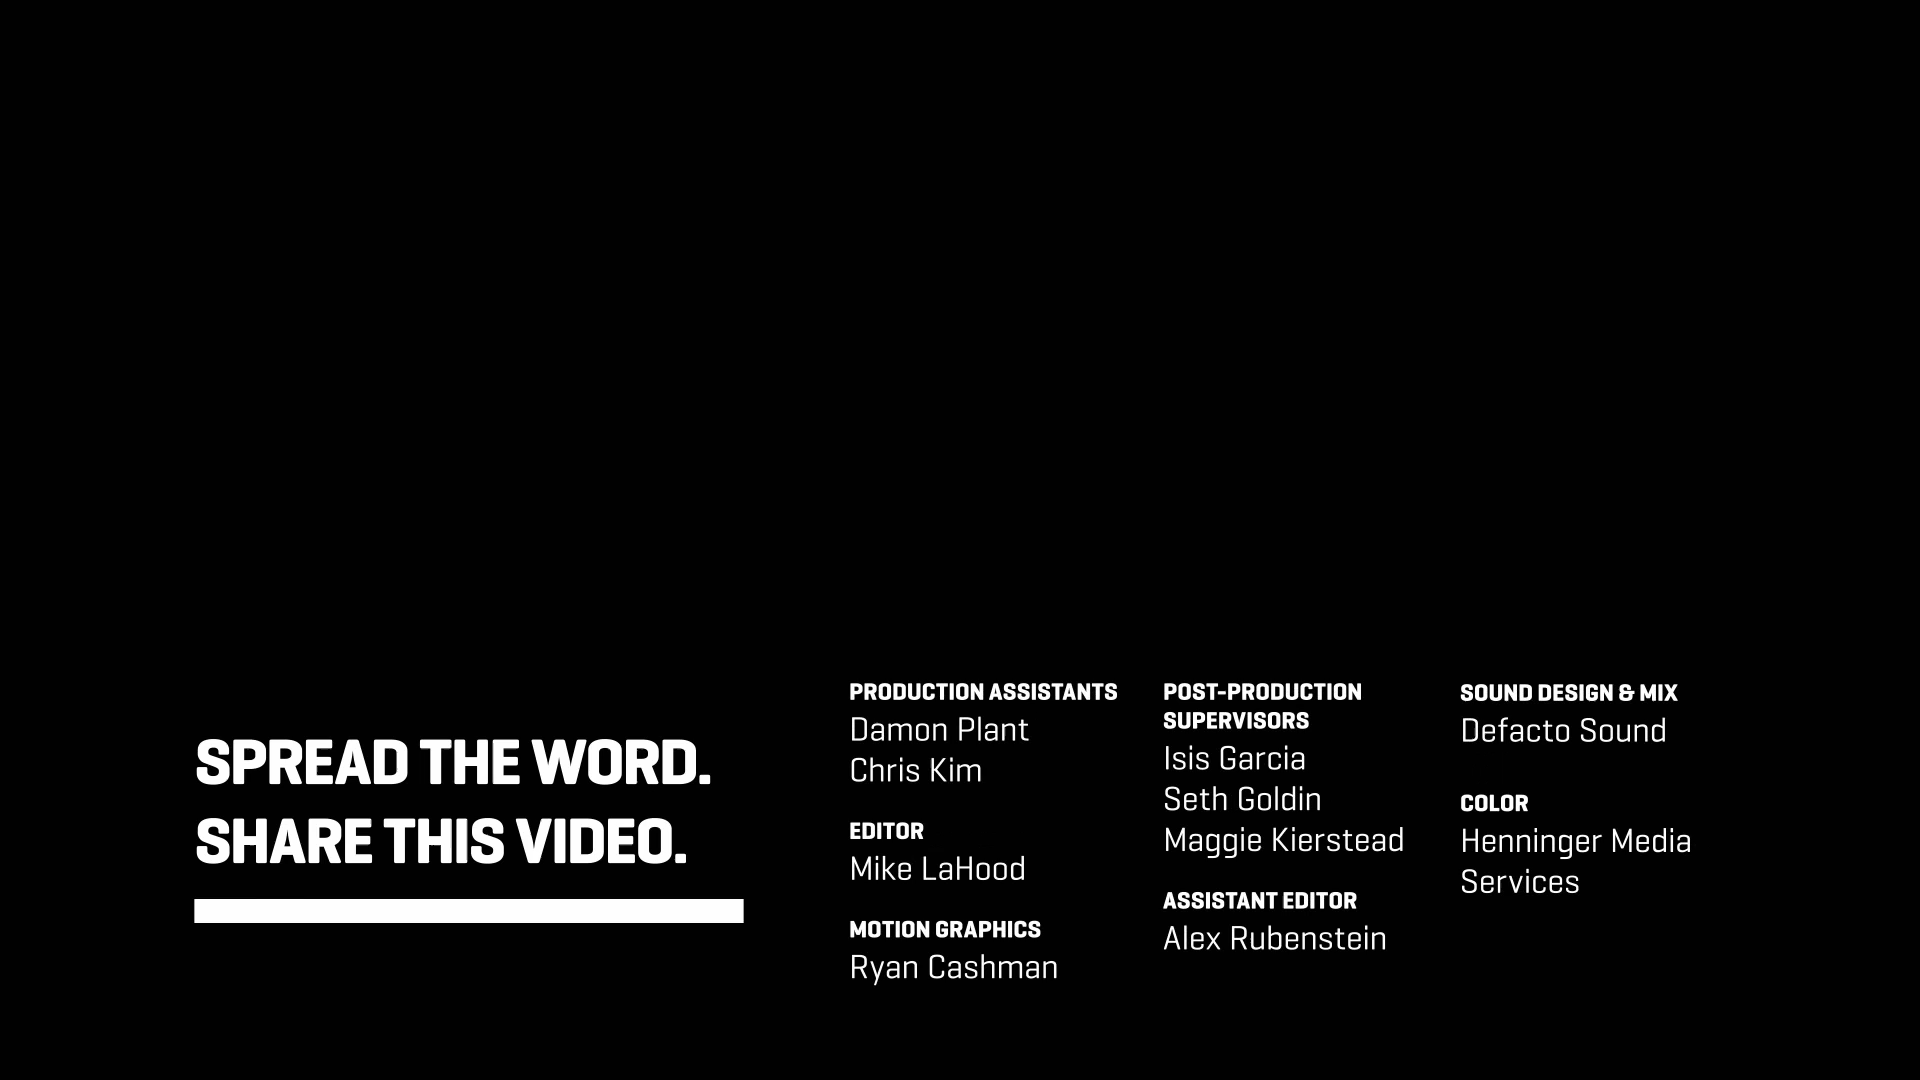 SPREAD THE WORD.
SHARE THIS VIDEO.
PRODUCTION ASSISTANTS
Damon Plant
Chris Kim
EDITOR
Mike LaHood
MOTION GRAPHICS
Ryan Cashman
POST-PRODUCTION
SUPERVISORS
Isis Garcia
Seth Goldin
Maggie Kierstead
ASSISTANT EDITOR
Alex Rubenstein
SOUND DESIGN & MIX
Defacto Sound
COLOR
Henninger Media
Services